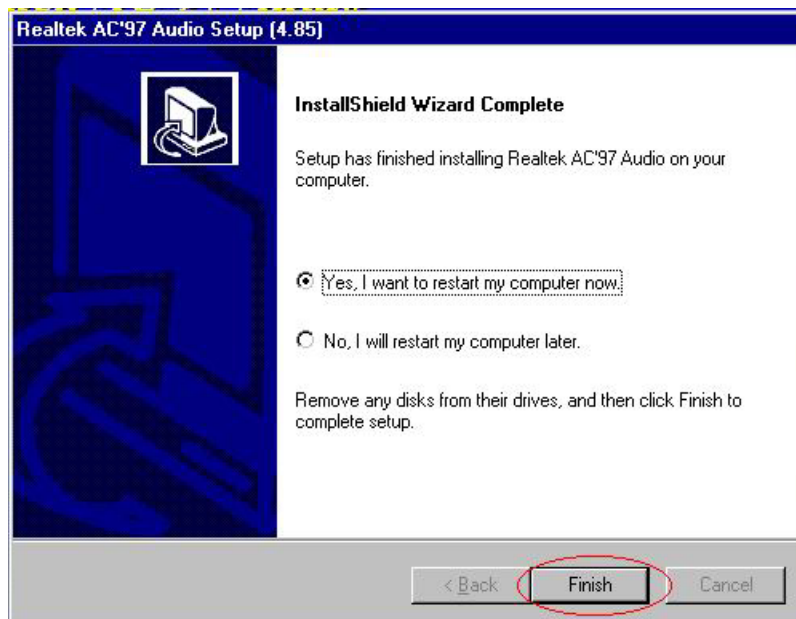 Realtek AC'97 Audio Setup (4.85)
InstallShield Wizard Complete
Setup has finished installing Realtek AC'97 Audio on your
computer.
Yes, I want to restart my computer now.
No, I will restart my computer later.
Remove any disks from their drives, and then click Finish to
complete setup.
< Back Finish Cancel